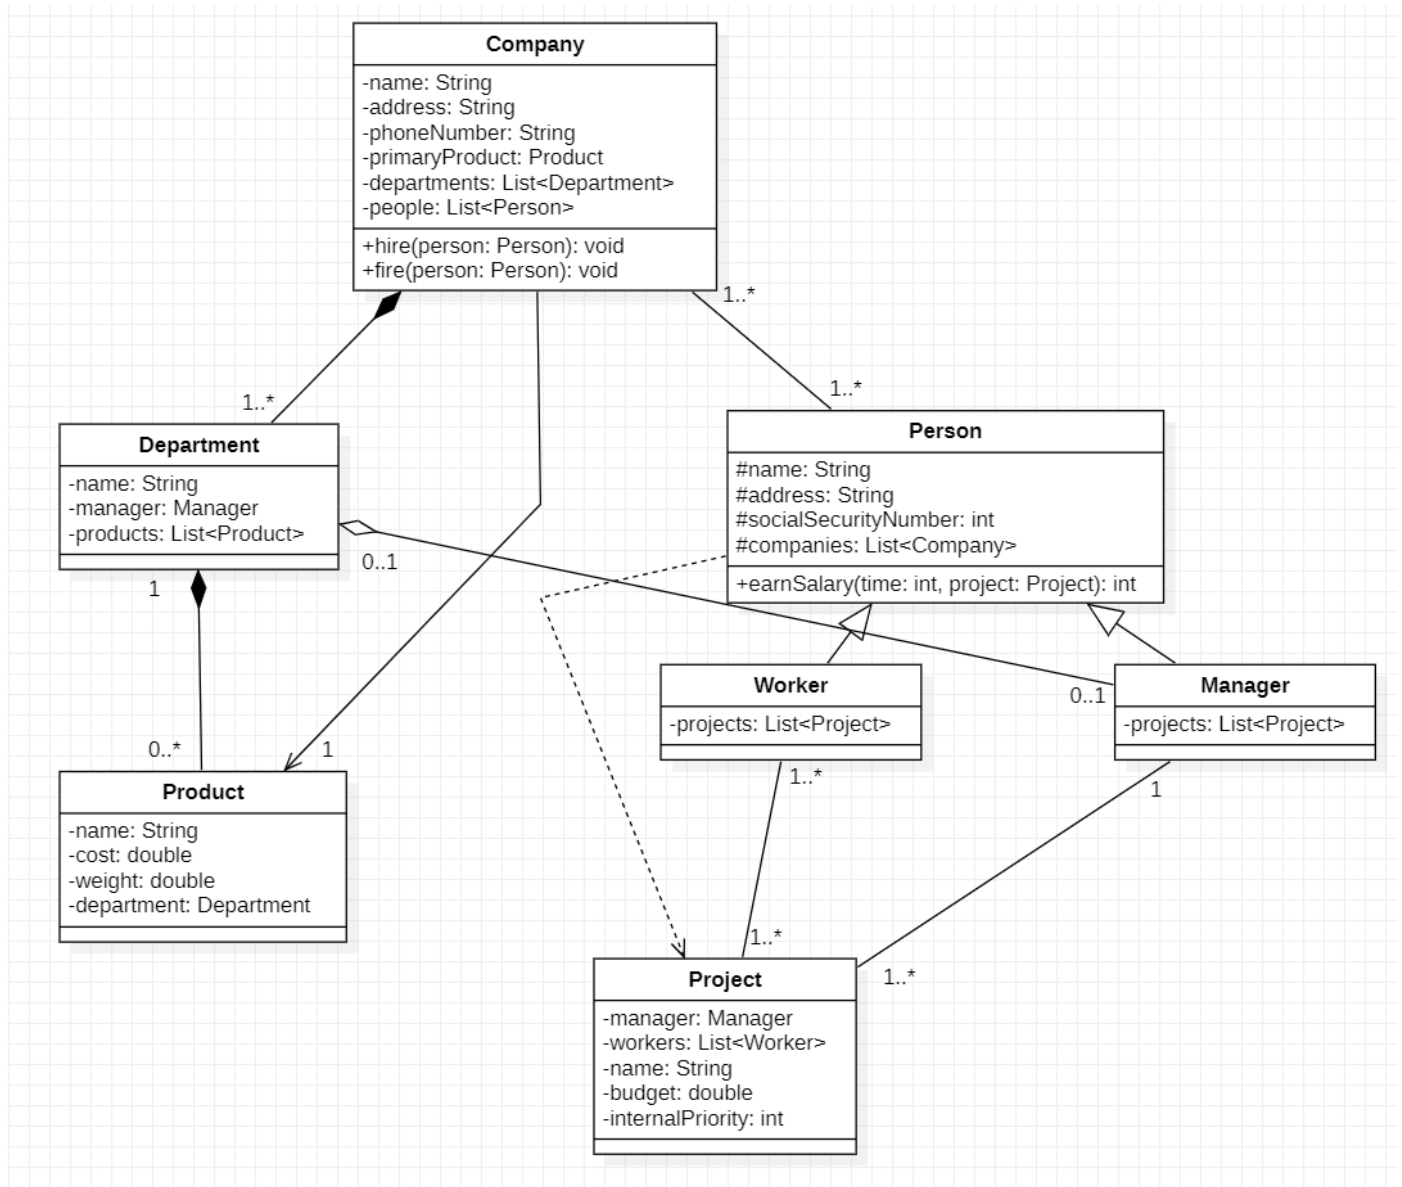 Company
-name: String
-address: String
-phoneNumber: String
-primaryProduct: Product
-departments: List<Department>
-people: List<Person>
+hire(person: Person): void
+fire(person: Person): void
1..*
1..*
1..*
Department
-name: String
-manager: Manager
-products: List<Product>
0..1
1
Person
#name: String
#address: String
#socialSecurityNumber: int
#companies: List<Company>
+earnSalary(time: int, project: Project): int
Worker
-projects: List<Project>
0..1
Manager
-projects: List<Project>
0..*
1
1..*
1
Product
-name: String
-cost: double
-weight: double
-department: Department
1..*
1..*
Project
-manager: Manager
-workers: List<Worker>
-name: String
-budget: double
-internalPriority: int